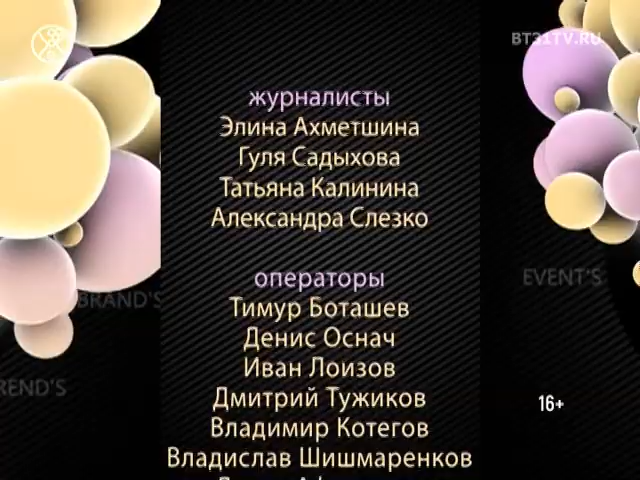 BT31TV.RU
журналисты
Элина Ахметшина
Гуля Садыхова
Татьяна Калинина
Александра Слезко
операторы
Тимур Боташев
Денис Оснач
Иван Лоизов
Дмитрий Тужиков
Владимир Котегов
Владислав Шишмаренков
BRAND'S
EVENT'S
REND'S
16+